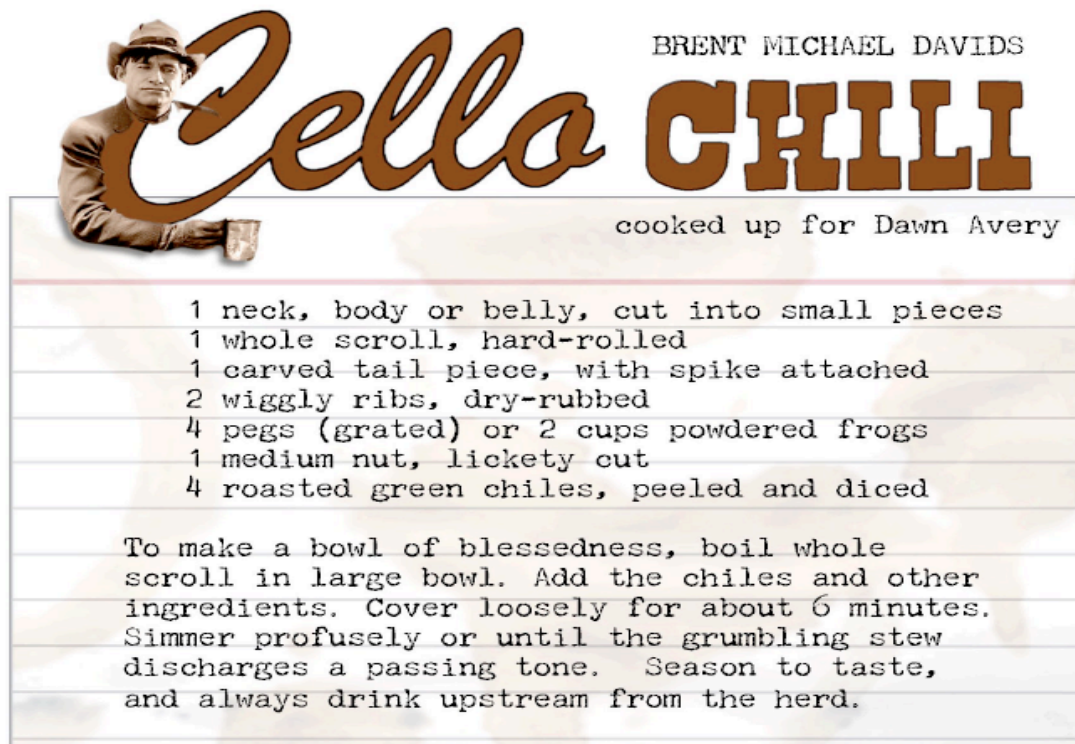 BRENT MICHAEL DAVIDS
Cello CHILI
cooked up for Dawn Avery
1 neck, body or belly, cut into small pieces
1 whole scroll, hard-rolled
1 carved tail piece, with spike attached
2 wiggly ribs, dry-rubbed
4 pegs (grated) or 2 cups powdered frogs
1 medium nut, lickety cut
4 roasted green chiles, peeled and diced
To make a bowl of blessedness, boil whole
scroll in large bowl. Add the chiles and other
ingredients. Cover loosely for about 6 minutes.
Simmer profusely or until the grumbling stew
discharges a passing tone. Season to taste,
and always drink upstream from the herd.